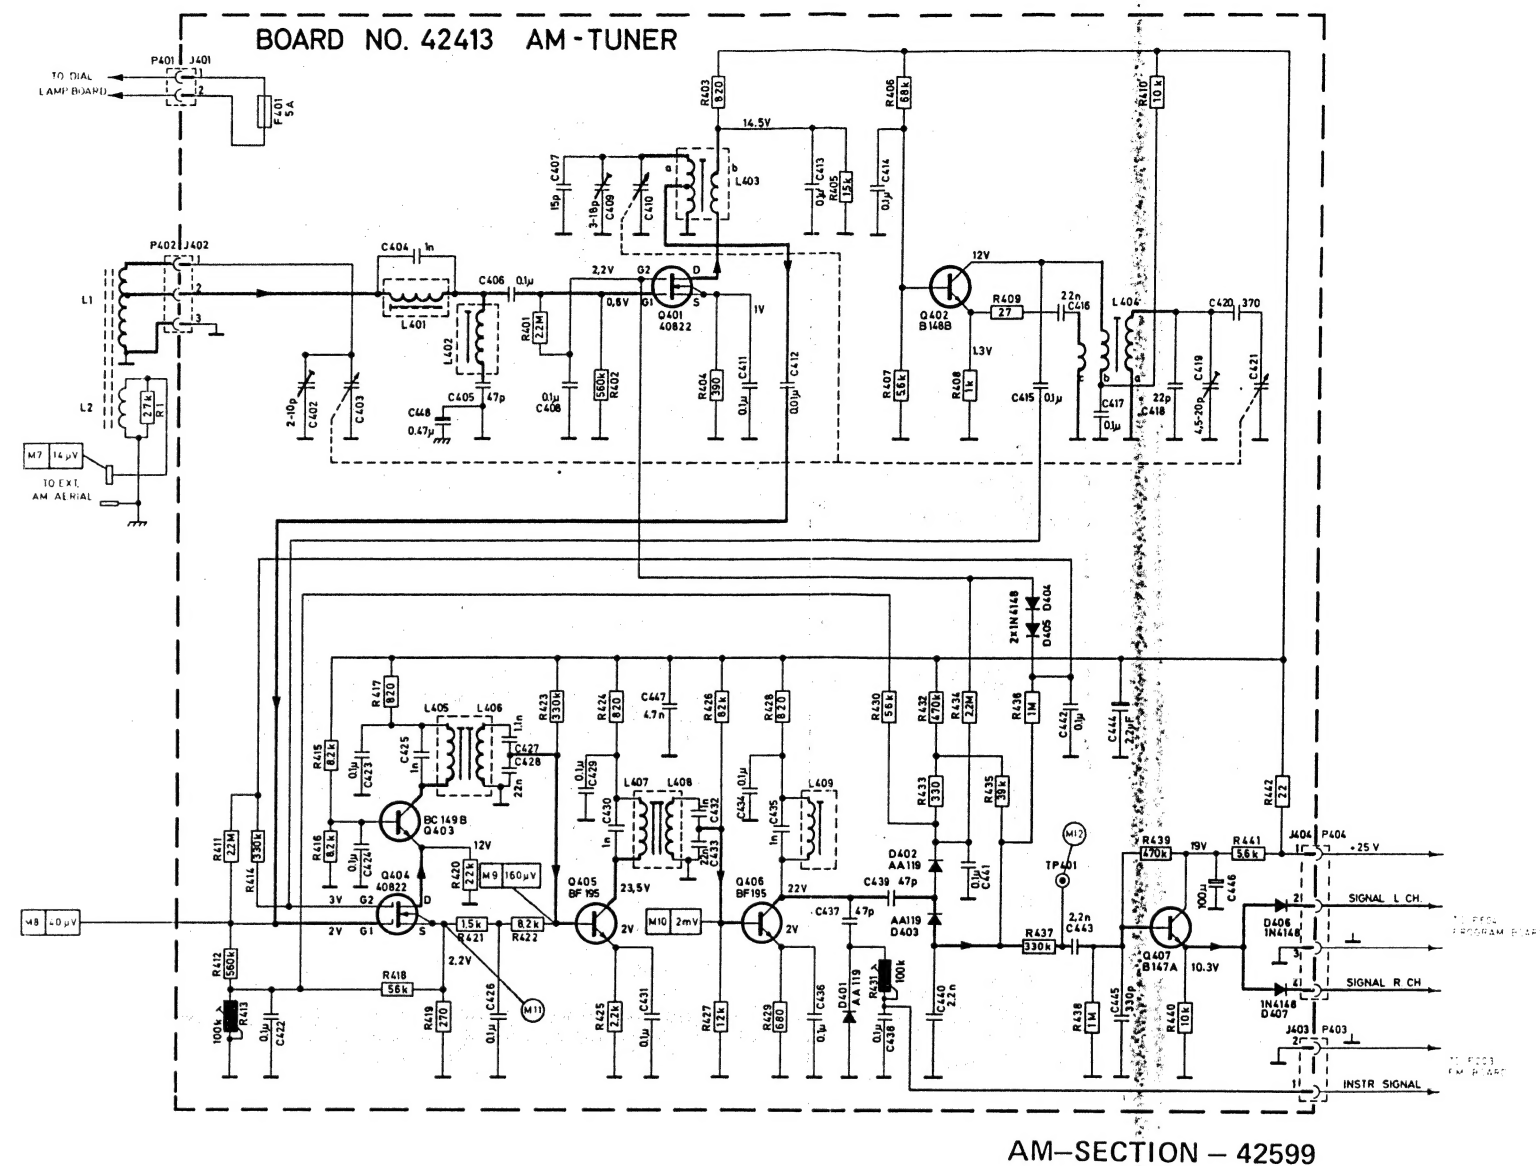 BOARD NO. 42413 AM-TUNER
P401 J401
TO DIAL
LAMP BOARD
2
F401
5A
R403
820
R406
68k
R410
10k
14.5V
C407
15p
3-18p
C409
C410
a
b
L403
C413
0.1µ
R405
15k
C414
0.1µ
P402 J402
L1
2
3
C404 1n
L401
C406 0.1µ
2,2V
G2 D
0,6V
G1 S
Q401
40822
1V
12V
Q402
B148B
R409
27
22n
C416
L404
C420 370
1.3V
L402
R401
2.2M
C405 47p
C448
0.47µ
0.1µ
C408
560k
R402
R404
390
C411
0.1µ
C412
0.01µ
R407
5.6k
R408
1k
C415 0.1µ
b
a
C417
0.1µ
22p
C418
C419
4,5-20p
C421
2-10p
C402
C403
L2
2.7k
R1
M7 14µV
TO EXT.
AM AERIAL
2x1N4148
D404
D405
R417
820
L405 L406
1.1n
C427
C428
22n
C425
1n
0.1µ
C423
R415
8.2k
R416
8.2k
0.1µ
C424
BC149B
Q403
12V
R423
330k
R424
820
C447
4.7n
R426
82k
R428
820
R430
56k
R432
470k
R434
2.2M
R436
1M
C442
0.1µ
C444
2.2µF
0.1µ
C429
C430
1n
L407 L408
1n
C432
C433
22n
0.1µ
C434
C435
1n
L409
R433
330
R435
39k
R442
22
R411
2.2M
R414
330k
Q404
40822
3V G2 D
2V G1 S
R420
2.2k
M9 160µV
1.5k
R421
8.2k
R422
2.2V
M8 40µV
Q405
BF195
23,5V
2V
M10 2mV
Q406
BF195
22V
2V
C439 47p
C437 47p
D402
AA119
AA119
D403
0.1µ
C441
M12
TP401
R437
330k
2,2n
C443
R439
470k
19V
R441
5,6k
100µ
C446
J404 P404
1
+25 V
2
SIGNAL L CH.
D406
1N4148
3
4
SIGNAL R CH
1N4148
D407
Q407
B147A
10.3V
R412
560k
R413
100k
0.1µ
C422
R418
56k
R419
270
C426
0.1µ
M11
R425
2.2k
C431
0.1µ
R427
12k
R429
680
C436
0.1µ
D401
AA119
R431
100k
0.1µ
C438
C440
2.2n
R438
1M
C445
330p
R440
10k
J403 P403
2
1
INSTR SIGNAL
AM-SECTION - 42599